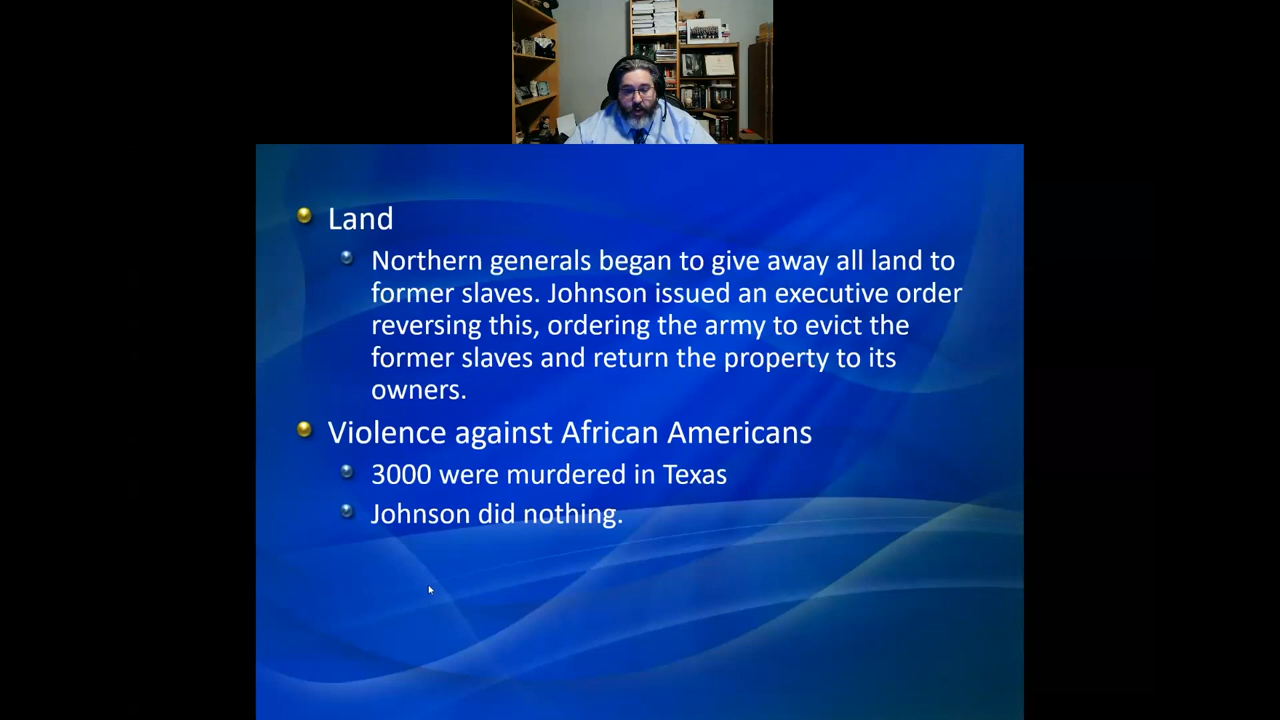 Land
Northern generals began to give away all land to
former slaves. Johnson issued an executive order
reversing this, ordering the army to evict the
former slaves and return the property to its
owners.
Violence against African Americans
3000 were murdered in Texas
Johnson did nothing.